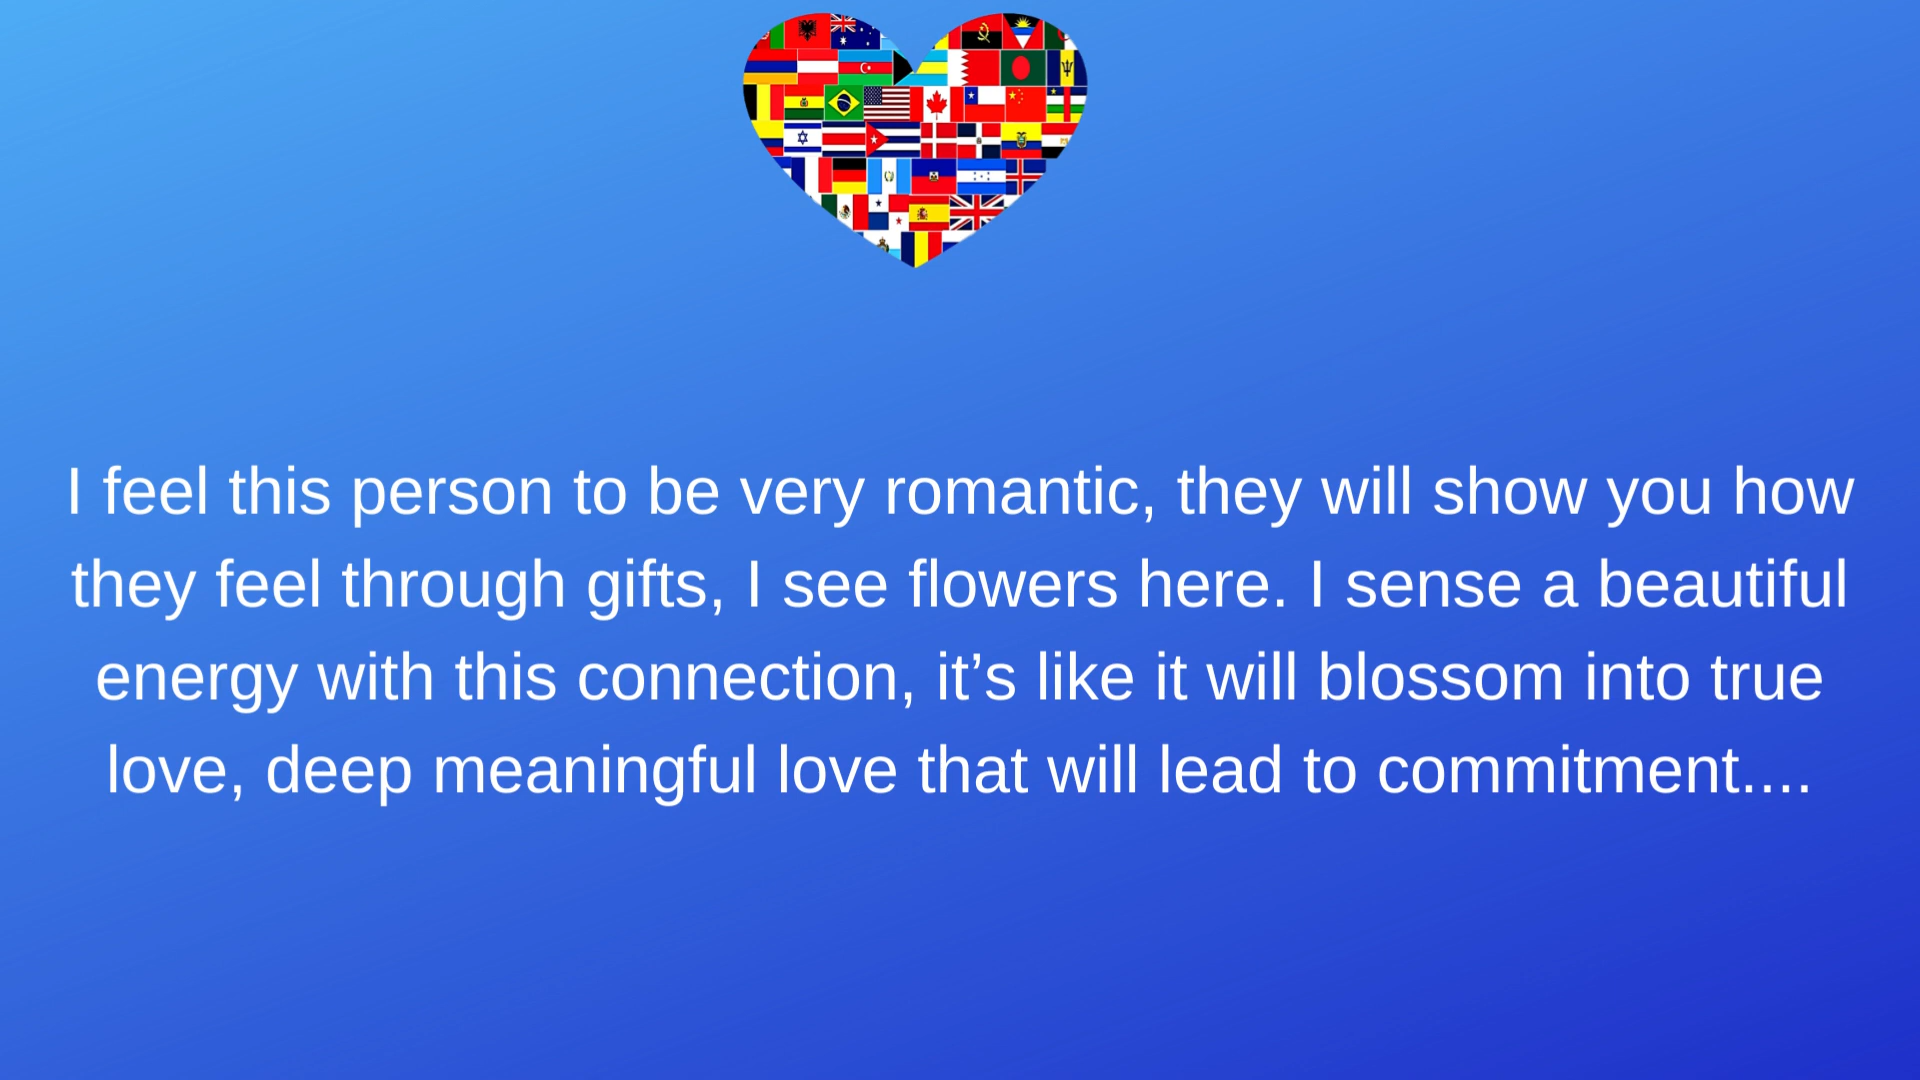 I feel this person to be very romantic, they will show you how
they feel through gifts, I see flowers here. I sense a beautiful
energy with this connection, it’s like it will blossom into true
love, deep meaningful love that will lead to commitment....